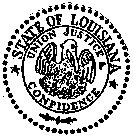 STATE OF LOUISIANA
UNION JUSTICE &
CONFIDENCE